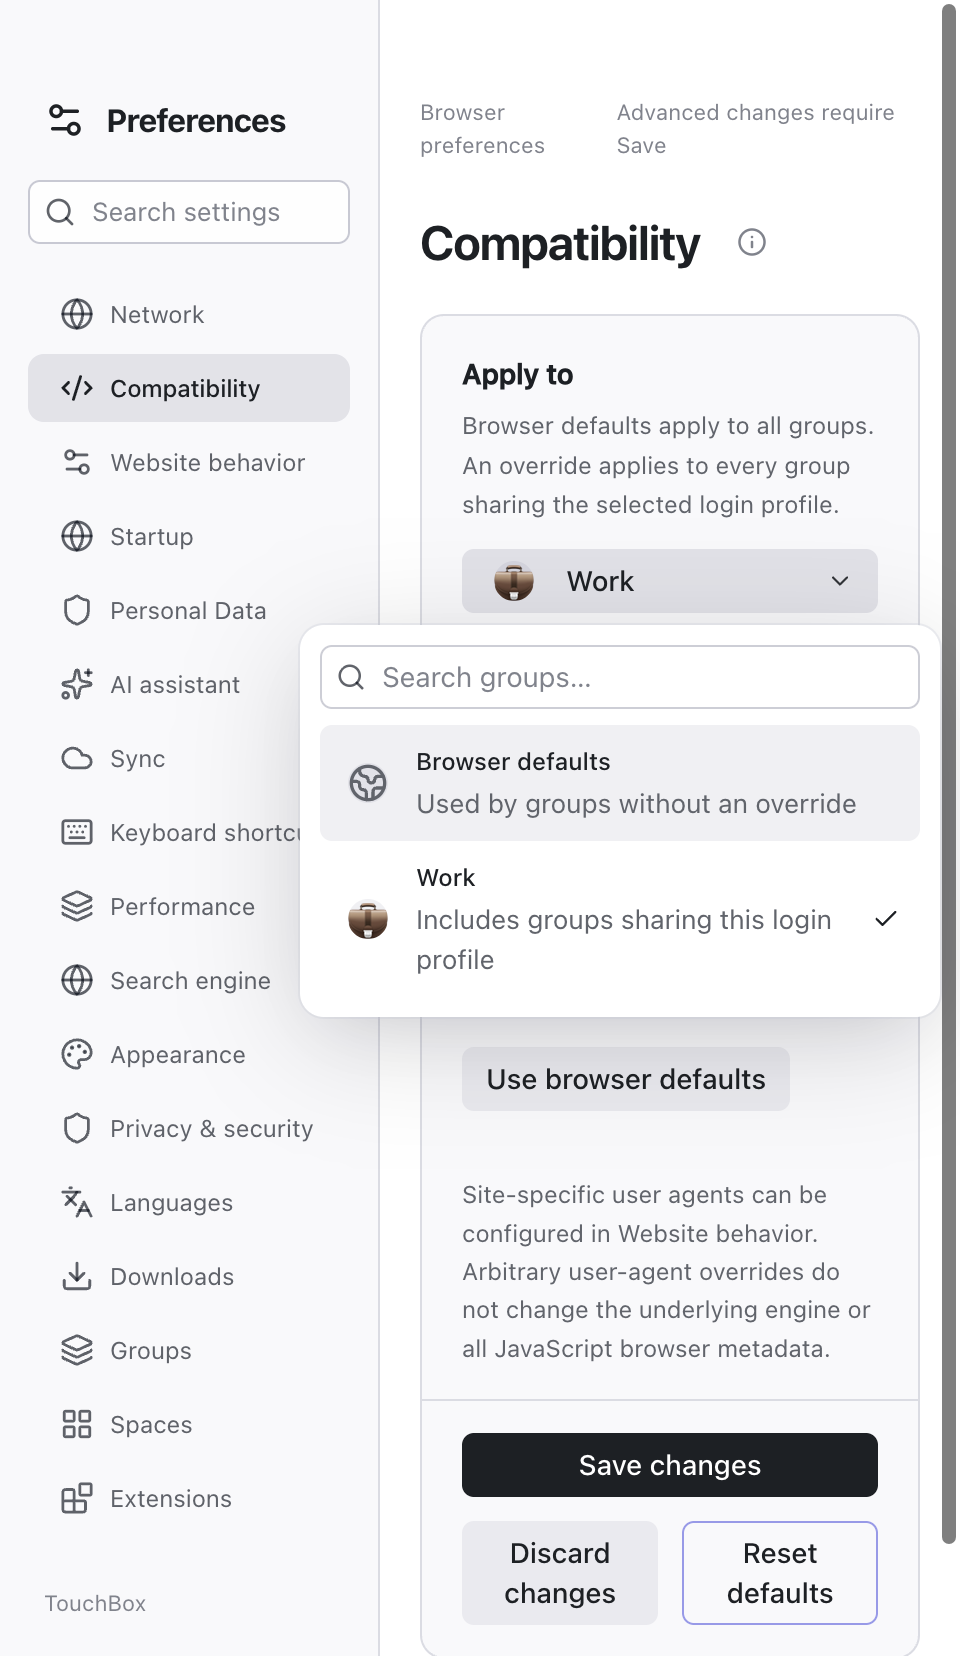 Preferences
Search settings
Network
Compatibility
Website behavior
Startup
Personal Data
AI assistant
Sync
Keyboard shortcu
Performance
Search engine
Appearance
Privacy & security
Languages
Downloads
Groups
Spaces
Extensions
TouchBox
Browser
preferences
Advanced changes require
Save
Compatibility
Apply to
Browser defaults apply to all groups.
An override applies to every group
sharing the selected login profile.
Work
Search groups...
Browser defaults
Used by groups without an override
Work
Includes groups sharing this login
profile
Use browser defaults
Site-specific user agents can be
configured in Website behavior.
Arbitrary user-agent overrides do
not change the underlying engine or
all JavaScript browser metadata.
Save changes
Discard
changes
Reset
defaults